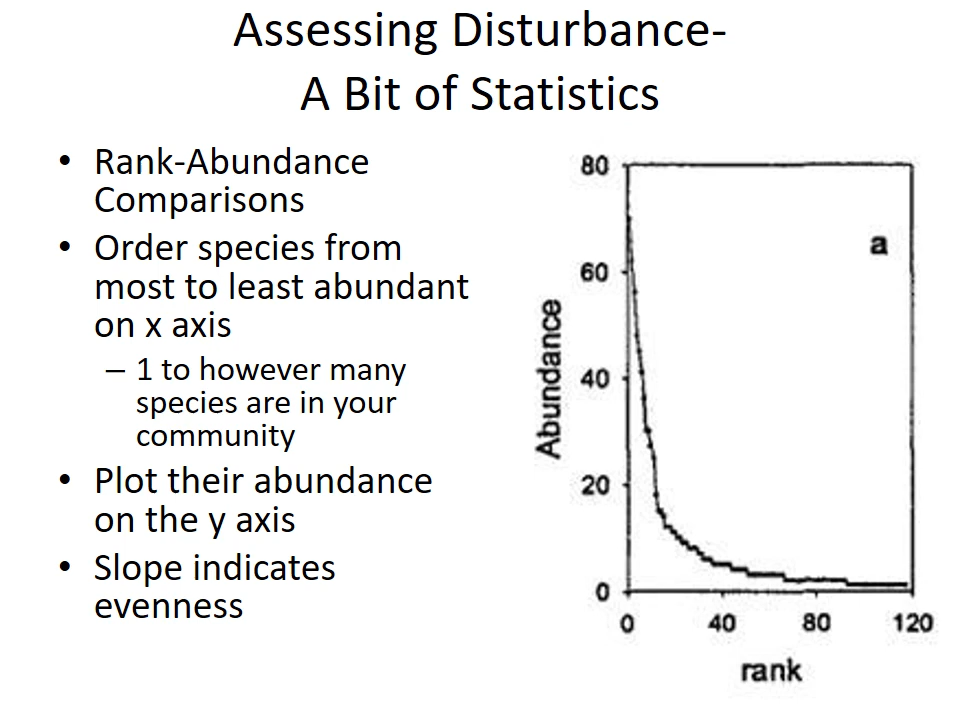 Assessing Disturbance-
A Bit of Statistics
• Rank-Abundance
Comparisons
• Order species from
most to least abundant
on x axis
– 1 to however many
species are in your
community
• Plot their abundance
on the y axis
• Slope indicates
evenness
80
60
40
20
0
Abundance
a
0 40 80 120
rank